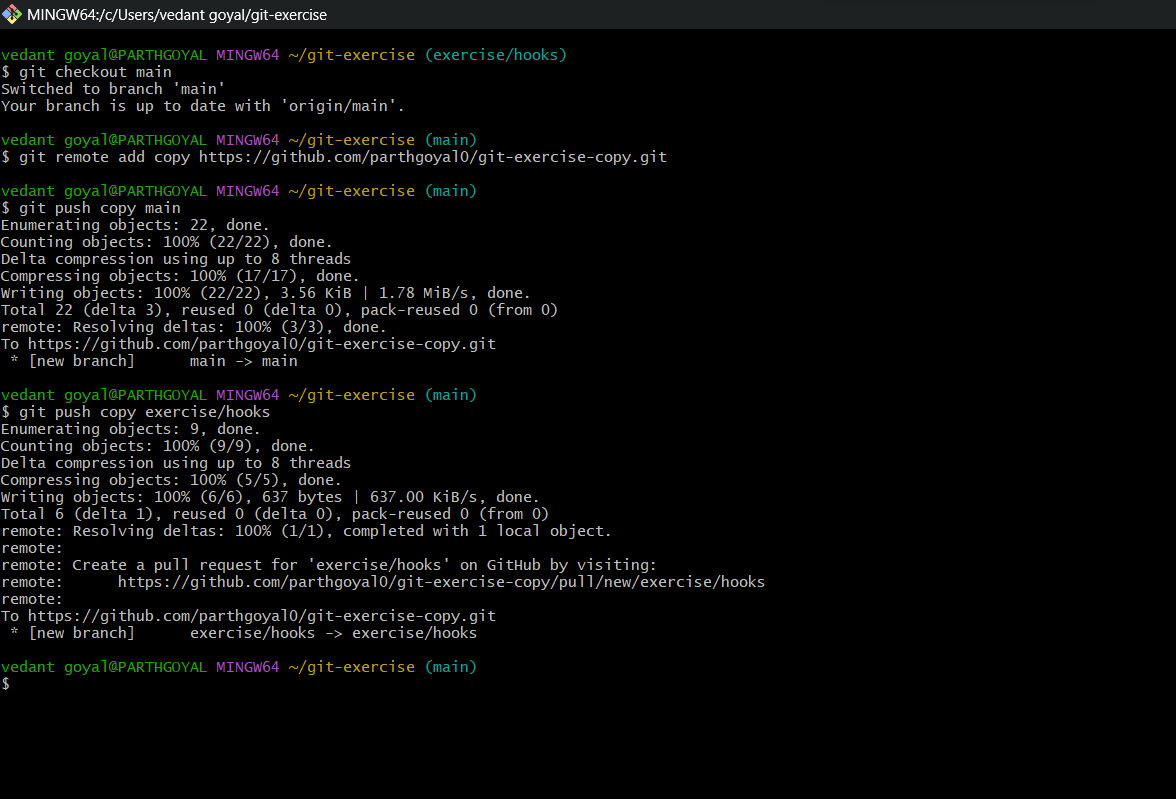 MINGW64:/c/Users/vedant goyal/git-exercise
vedant goyal@PARTHGOYAL MINGW64 ~/git-exercise (exercise/hooks)
$ git checkout main
Switched to branch 'main'
Your branch is up to date with 'origin/main'.
vedant goyal@PARTHGOYAL MINGW64 ~/git-exercise (main)
$ git remote add copy https://github.com/parthgoyal0/git-exercise-copy.git
vedant goyal@PARTHGOYAL MINGW64 ~/git-exercise (main)
$ git push copy main
Enumerating objects: 22, done.
Counting objects: 100% (22/22), done.
Delta compression using up to 8 threads
Compressing objects: 100% (17/17), done.
Writing objects: 100% (22/22), 3.56 KiB | 1.78 MiB/s, done.
Total 22 (delta 3), reused 0 (delta 0), pack-reused 0 (from 0)
remote: Resolving deltas: 100% (3/3), done.
To https://github.com/parthgoyal0/git-exercise-copy.git
 * [new branch]      main -> main
vedant goyal@PARTHGOYAL MINGW64 ~/git-exercise (main)
$ git push copy exercise/hooks
Enumerating objects: 9, done.
Counting objects: 100% (9/9), done.
Delta compression using up to 8 threads
Compressing objects: 100% (5/5), done.
Writing objects: 100% (6/6), 637 bytes | 637.00 KiB/s, done.
Total 6 (delta 1), reused 0 (delta 0), pack-reused 0 (from 0)
remote: Resolving deltas: 100% (1/1), completed with 1 local object.
remote:
remote: Create a pull request for 'exercise/hooks' on GitHub by visiting:
remote:      https://github.com/parthgoyal0/git-exercise-copy/pull/new/exercise/hooks
remote:
To https://github.com/parthgoyal0/git-exercise-copy.git
 * [new branch]      exercise/hooks -> exercise/hooks
vedant goyal@PARTHGOYAL MINGW64 ~/git-exercise (main)
$